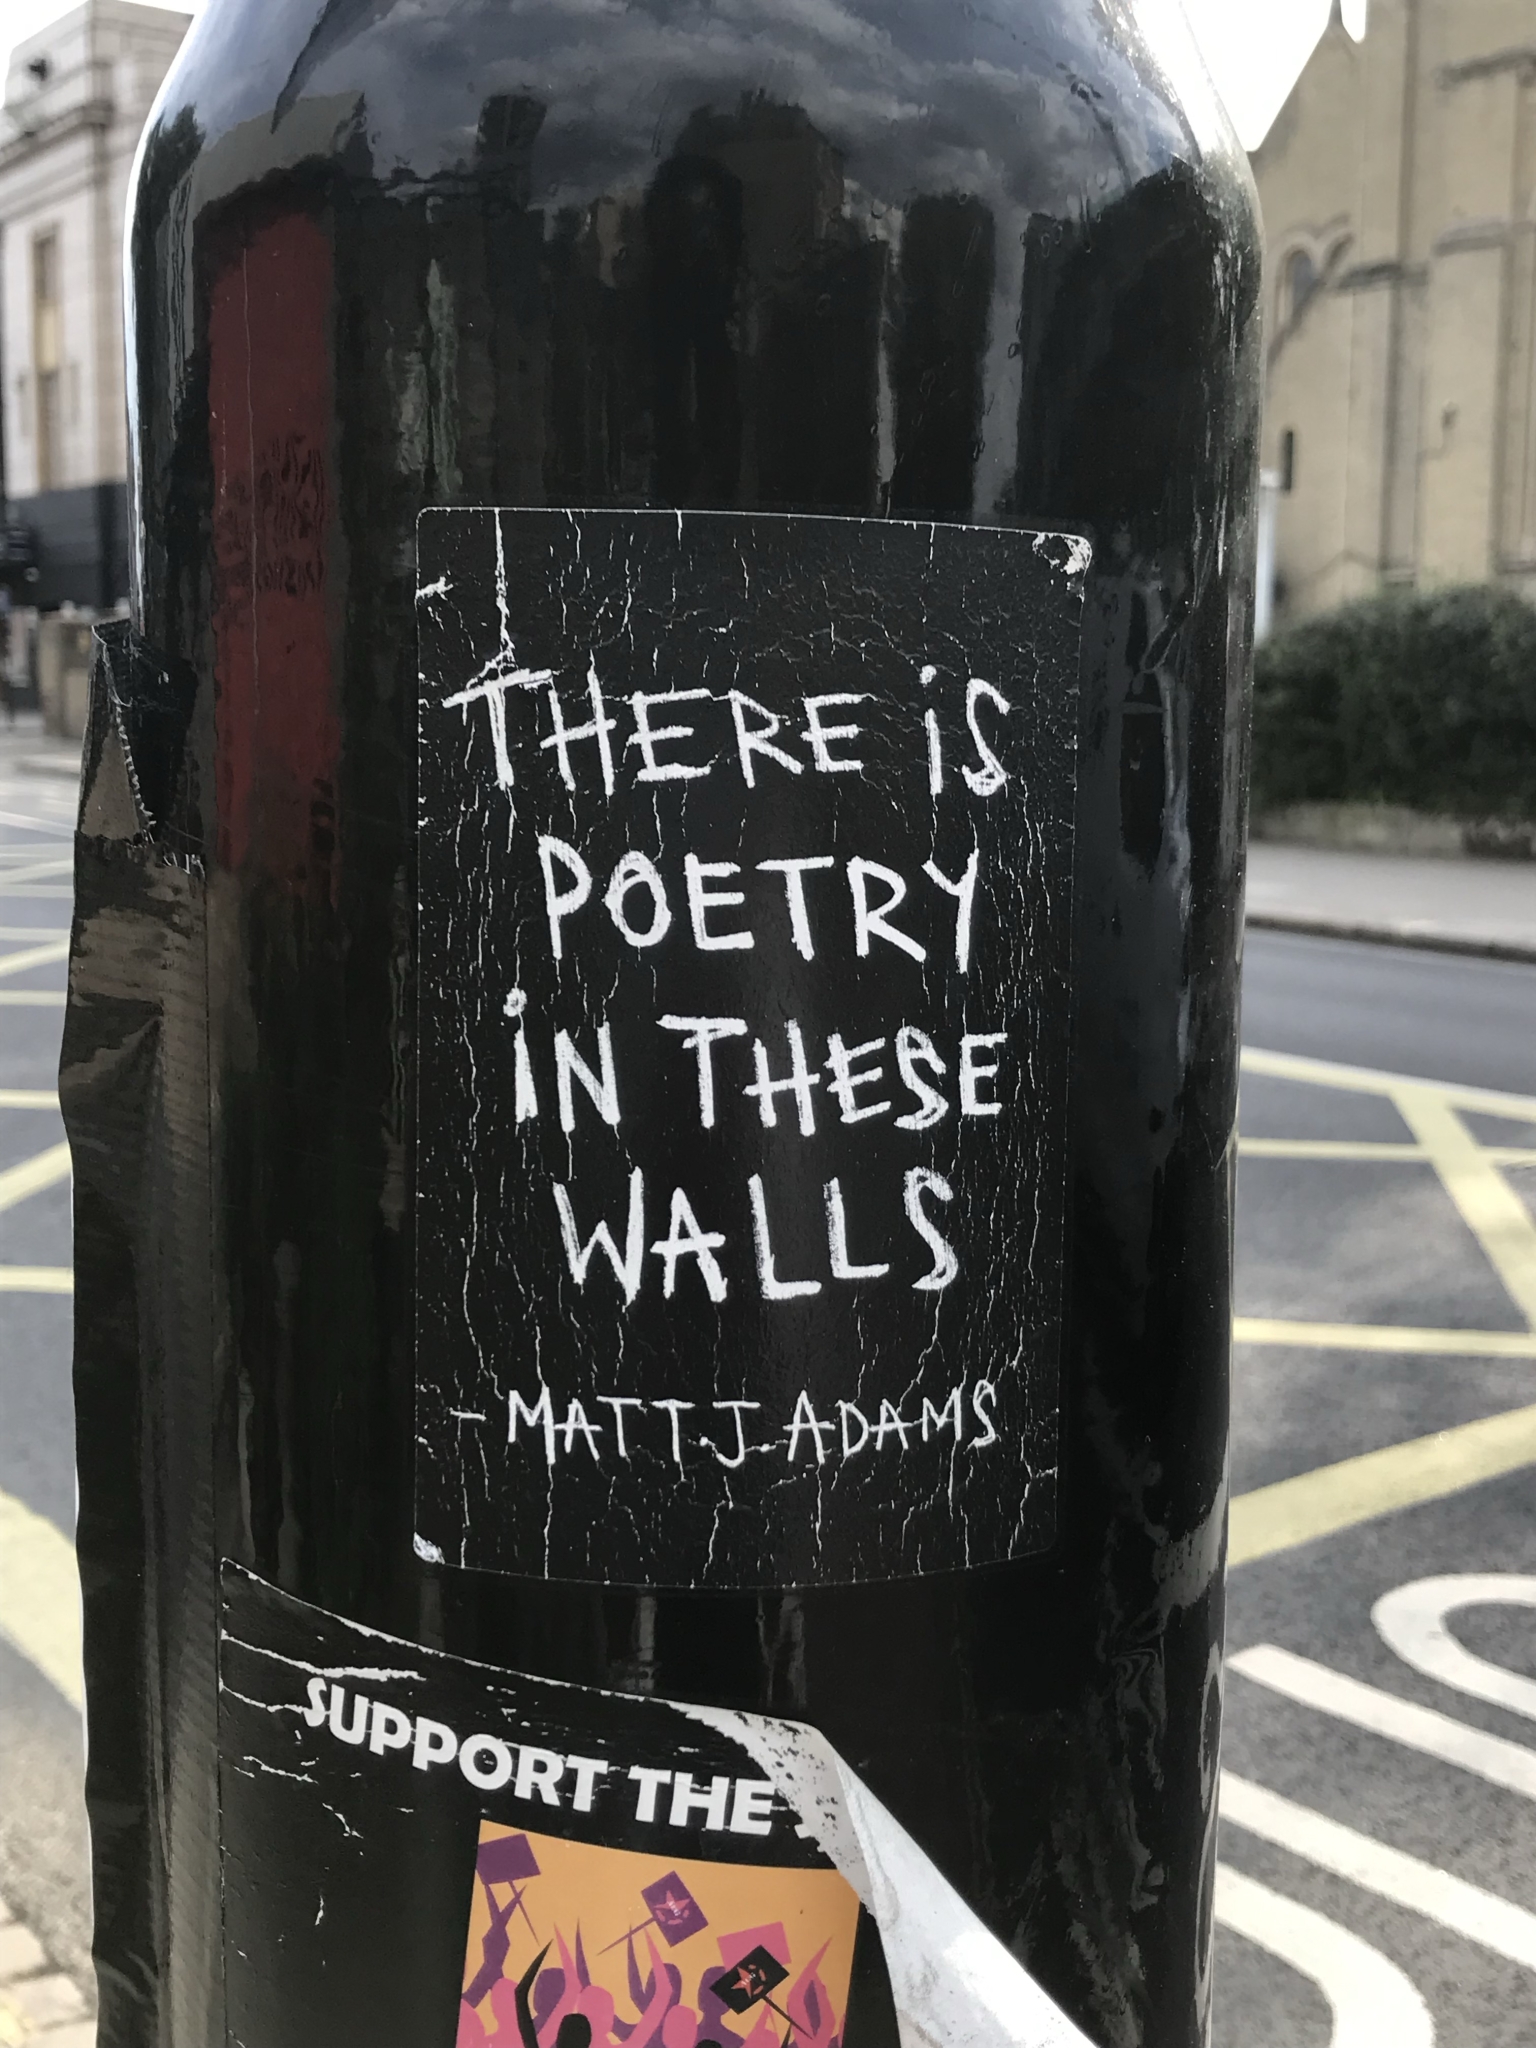 THERE iS
POETRY
iN THESE
WALLS
- MATT.J.ADAMS
SUPPORT THE